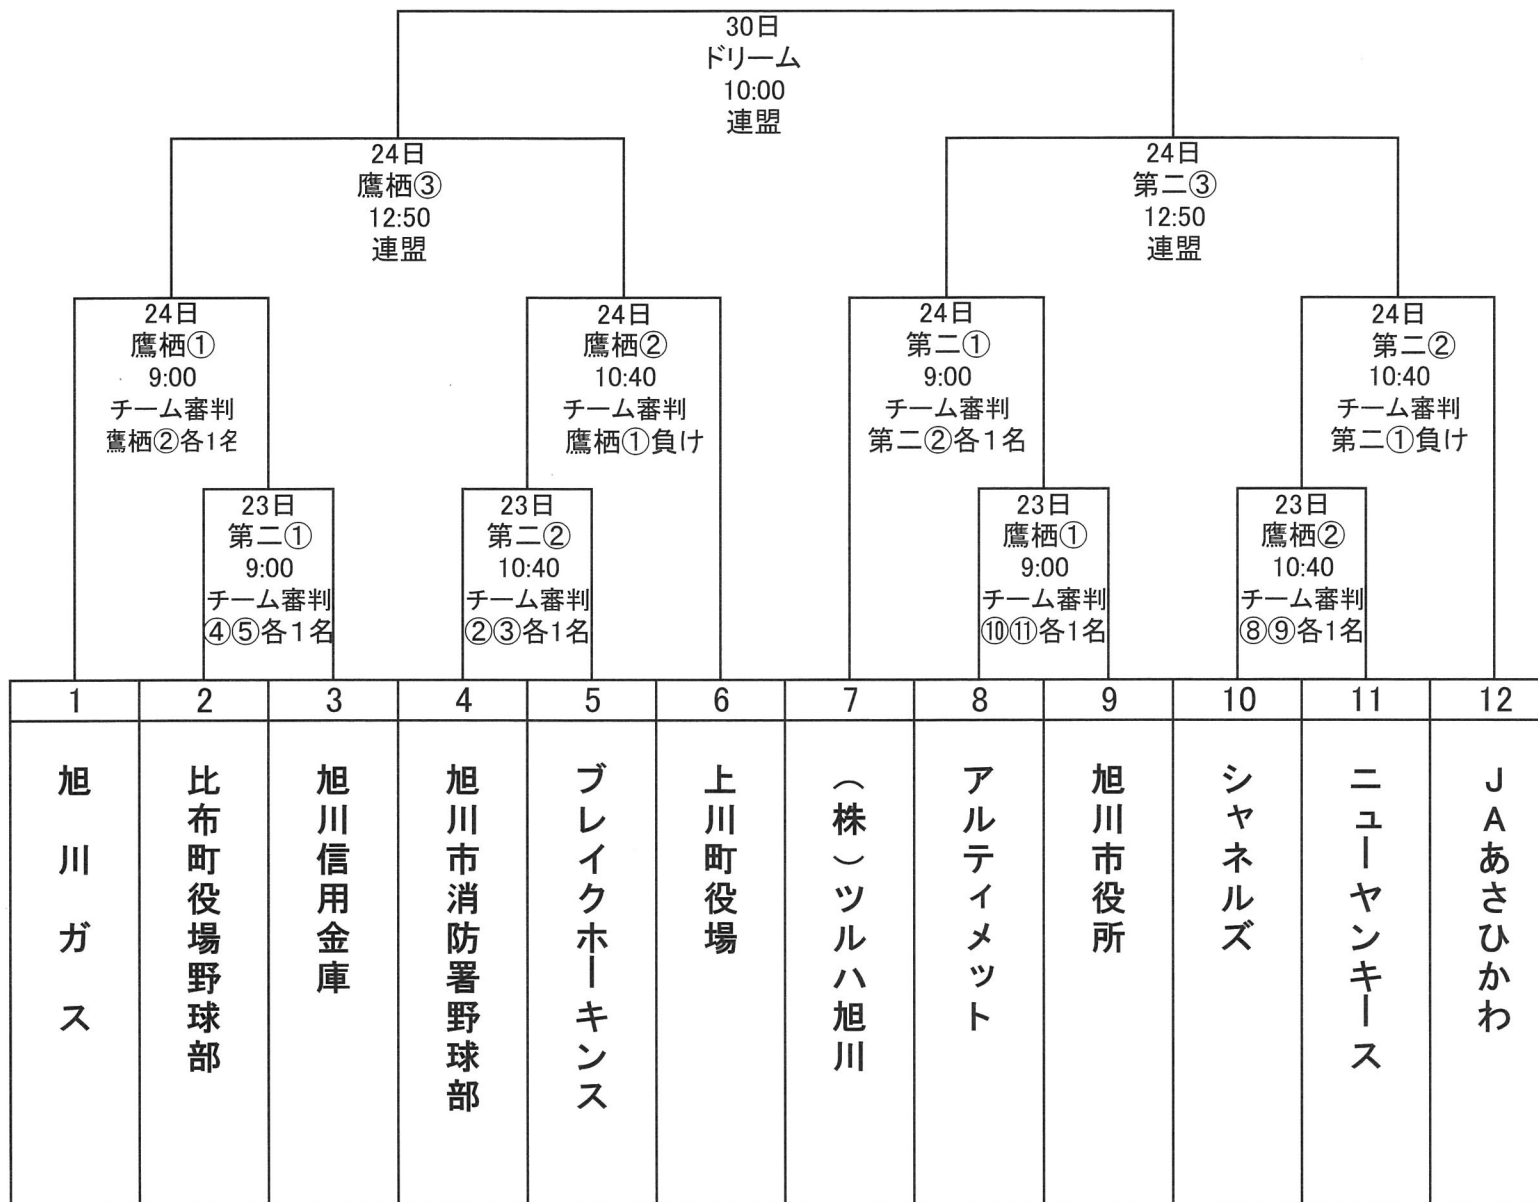 30日
ドリーム
10:00
連盟
24日
鷹栖③
12:50
連盟
24日
第二③
12:50
連盟
24日
鷹栖①
9:00
チーム審判
鷹栖②各1名
24日
鷹栖②
10:40
チーム審判
鷹栖①負け
24日
第二①
9:00
チーム審判
第二②各1名
24日
第二②
10:40
チーム審判
第二①負け
23日
第二①
9:00
チーム審判
④⑤各1名
23日
第二②
10:40
チーム審判
②③各1名
23日
鷹栖①
9:00
チーム審判
⑩⑪各1名
23日
鷹栖②
10:40
チーム審判
⑧⑨各1名
1
2
3
4
5
6
7
8
9
10
11
12
旭川ガス
比布町役場野球部
旭川信用金庫
旭川市消防署野球部
ブレイクホーキンス
上川町役場
（株）ツルハ旭川
アルティメット
旭川市役所
シャネルズ
ニューヤンキース
JAあさひかわ